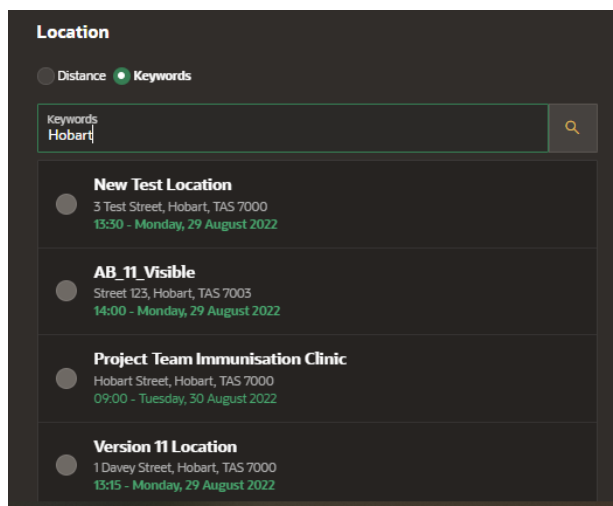 Location
Distance Keywords
Keywords
Hobart
New Test Location
3 Test Street, Hobart, TAS 7000
13:30 - Monday, 29 August 2022
AB_11_Visible
Street 123, Hobart, TAS 7003
14:00 - Monday, 29 August 2022
Project Team Immunisation Clinic
Hobart Street, Hobart, TAS 7000
09:00 - Tuesday, 30 August 2022
Version 11 Location
1 Davey Street, Hobart, TAS 7000
13:15 - Monday, 29 August 2022